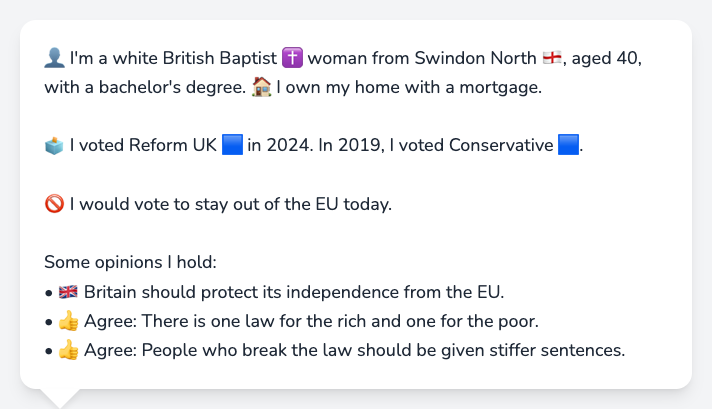 👤 I'm a white British Baptist ✝️ woman from Swindon North 🏴󠁧󠁢󠁥󠁮󠁧󠁿, aged 40,
with a bachelor's degree. 🏠 I own my home with a mortgage.
🗳️ I voted Reform UK 🟦 in 2024. In 2019, I voted Conservative 🟦.
🚫 I would vote to stay out of the EU today.
Some opinions I hold:
• 🇬🇧 Britain should protect its independence from the EU.
• 👍 Agree: There is one law for the rich and one for the poor.
• 👍 Agree: People who break the law should be given stiffer sentences.